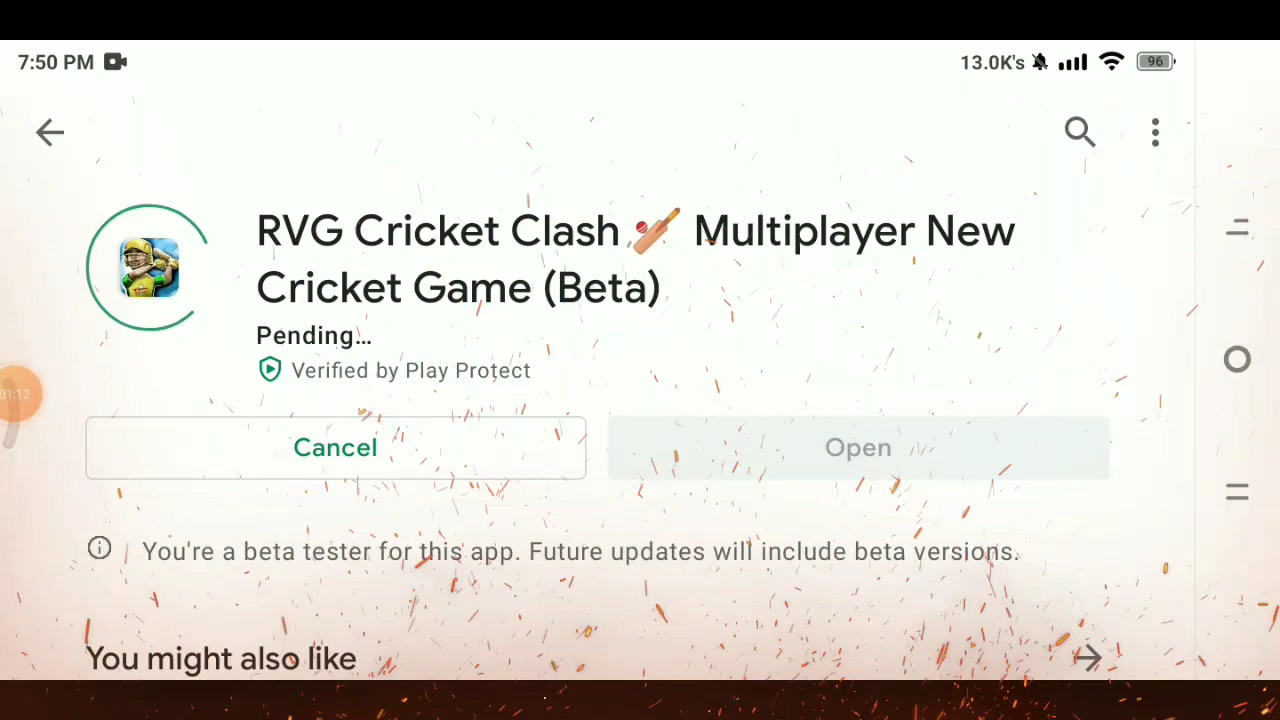 7:50 PM
13.0K's
96
RVG Cricket Clash 🏏 Multiplayer New
Cricket Game (Beta)
Pending...
Verified by Play Protect
01:12
Cancel
Open
You're a beta tester for this app. Future updates will include beta versions.
You might also like